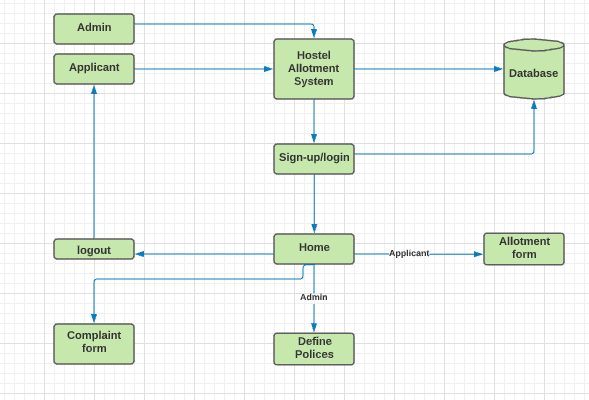 Admin
Applicant
Hostel
Allotment
System
Database
Sign-up/login
logout
Home
Applicant
Allotment
form
Admin
Complaint
form
Define
Polices